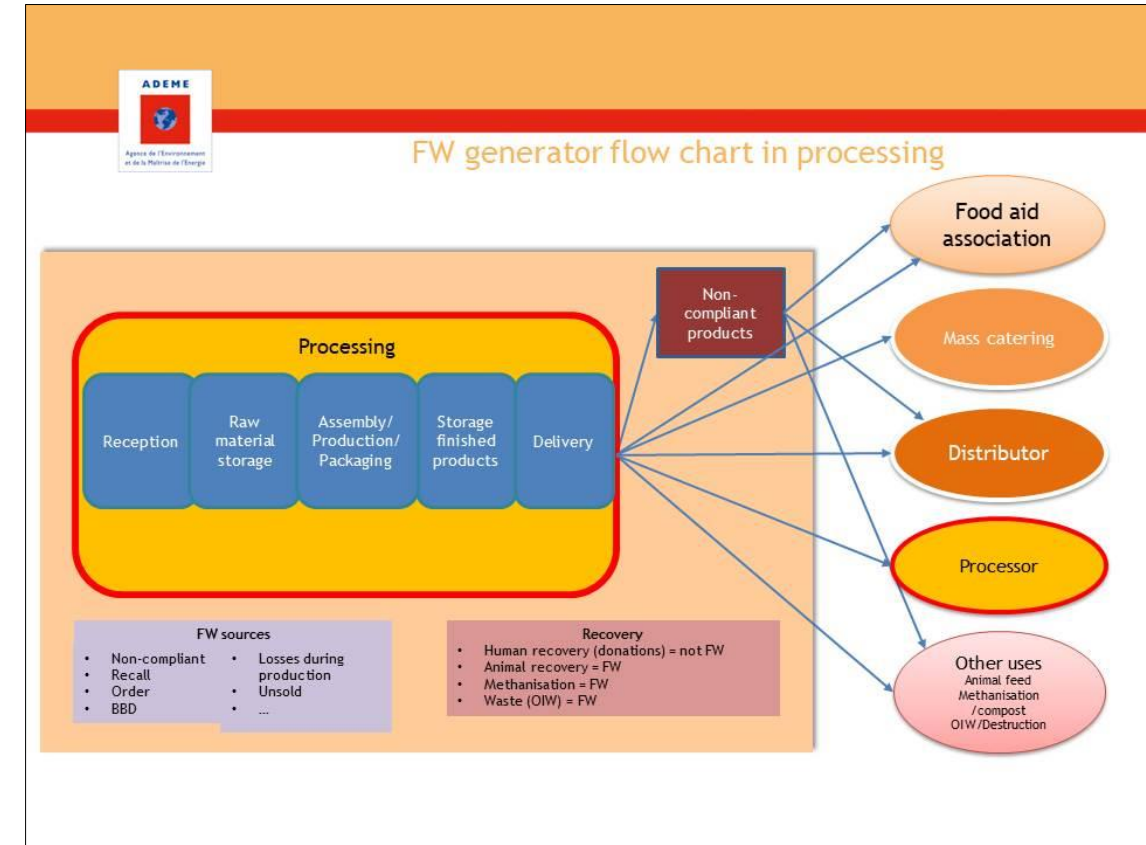 ADEME
Agence de l'Environnement
et de la Maîtrise de l'Energie
FW generator flow chart in processing
Food aid
association
Non-
compliant
products
Mass catering
Processing
Reception
Raw
material
storage
Assembly/
Production/
Packaging
Storage
finished
products
Delivery
Distributor
Processor
FW sources
• Non-compliant
• Recall
• Order
• BBD
• Losses during
production
• Unsold
• ...
Recovery
• Human recovery (donations) = not FW
• Animal recovery = FW
• Methanisation = FW
• Waste (OIW) = FW
Other uses
Animal feed
Methanisation
/compost
OIW/Destruction